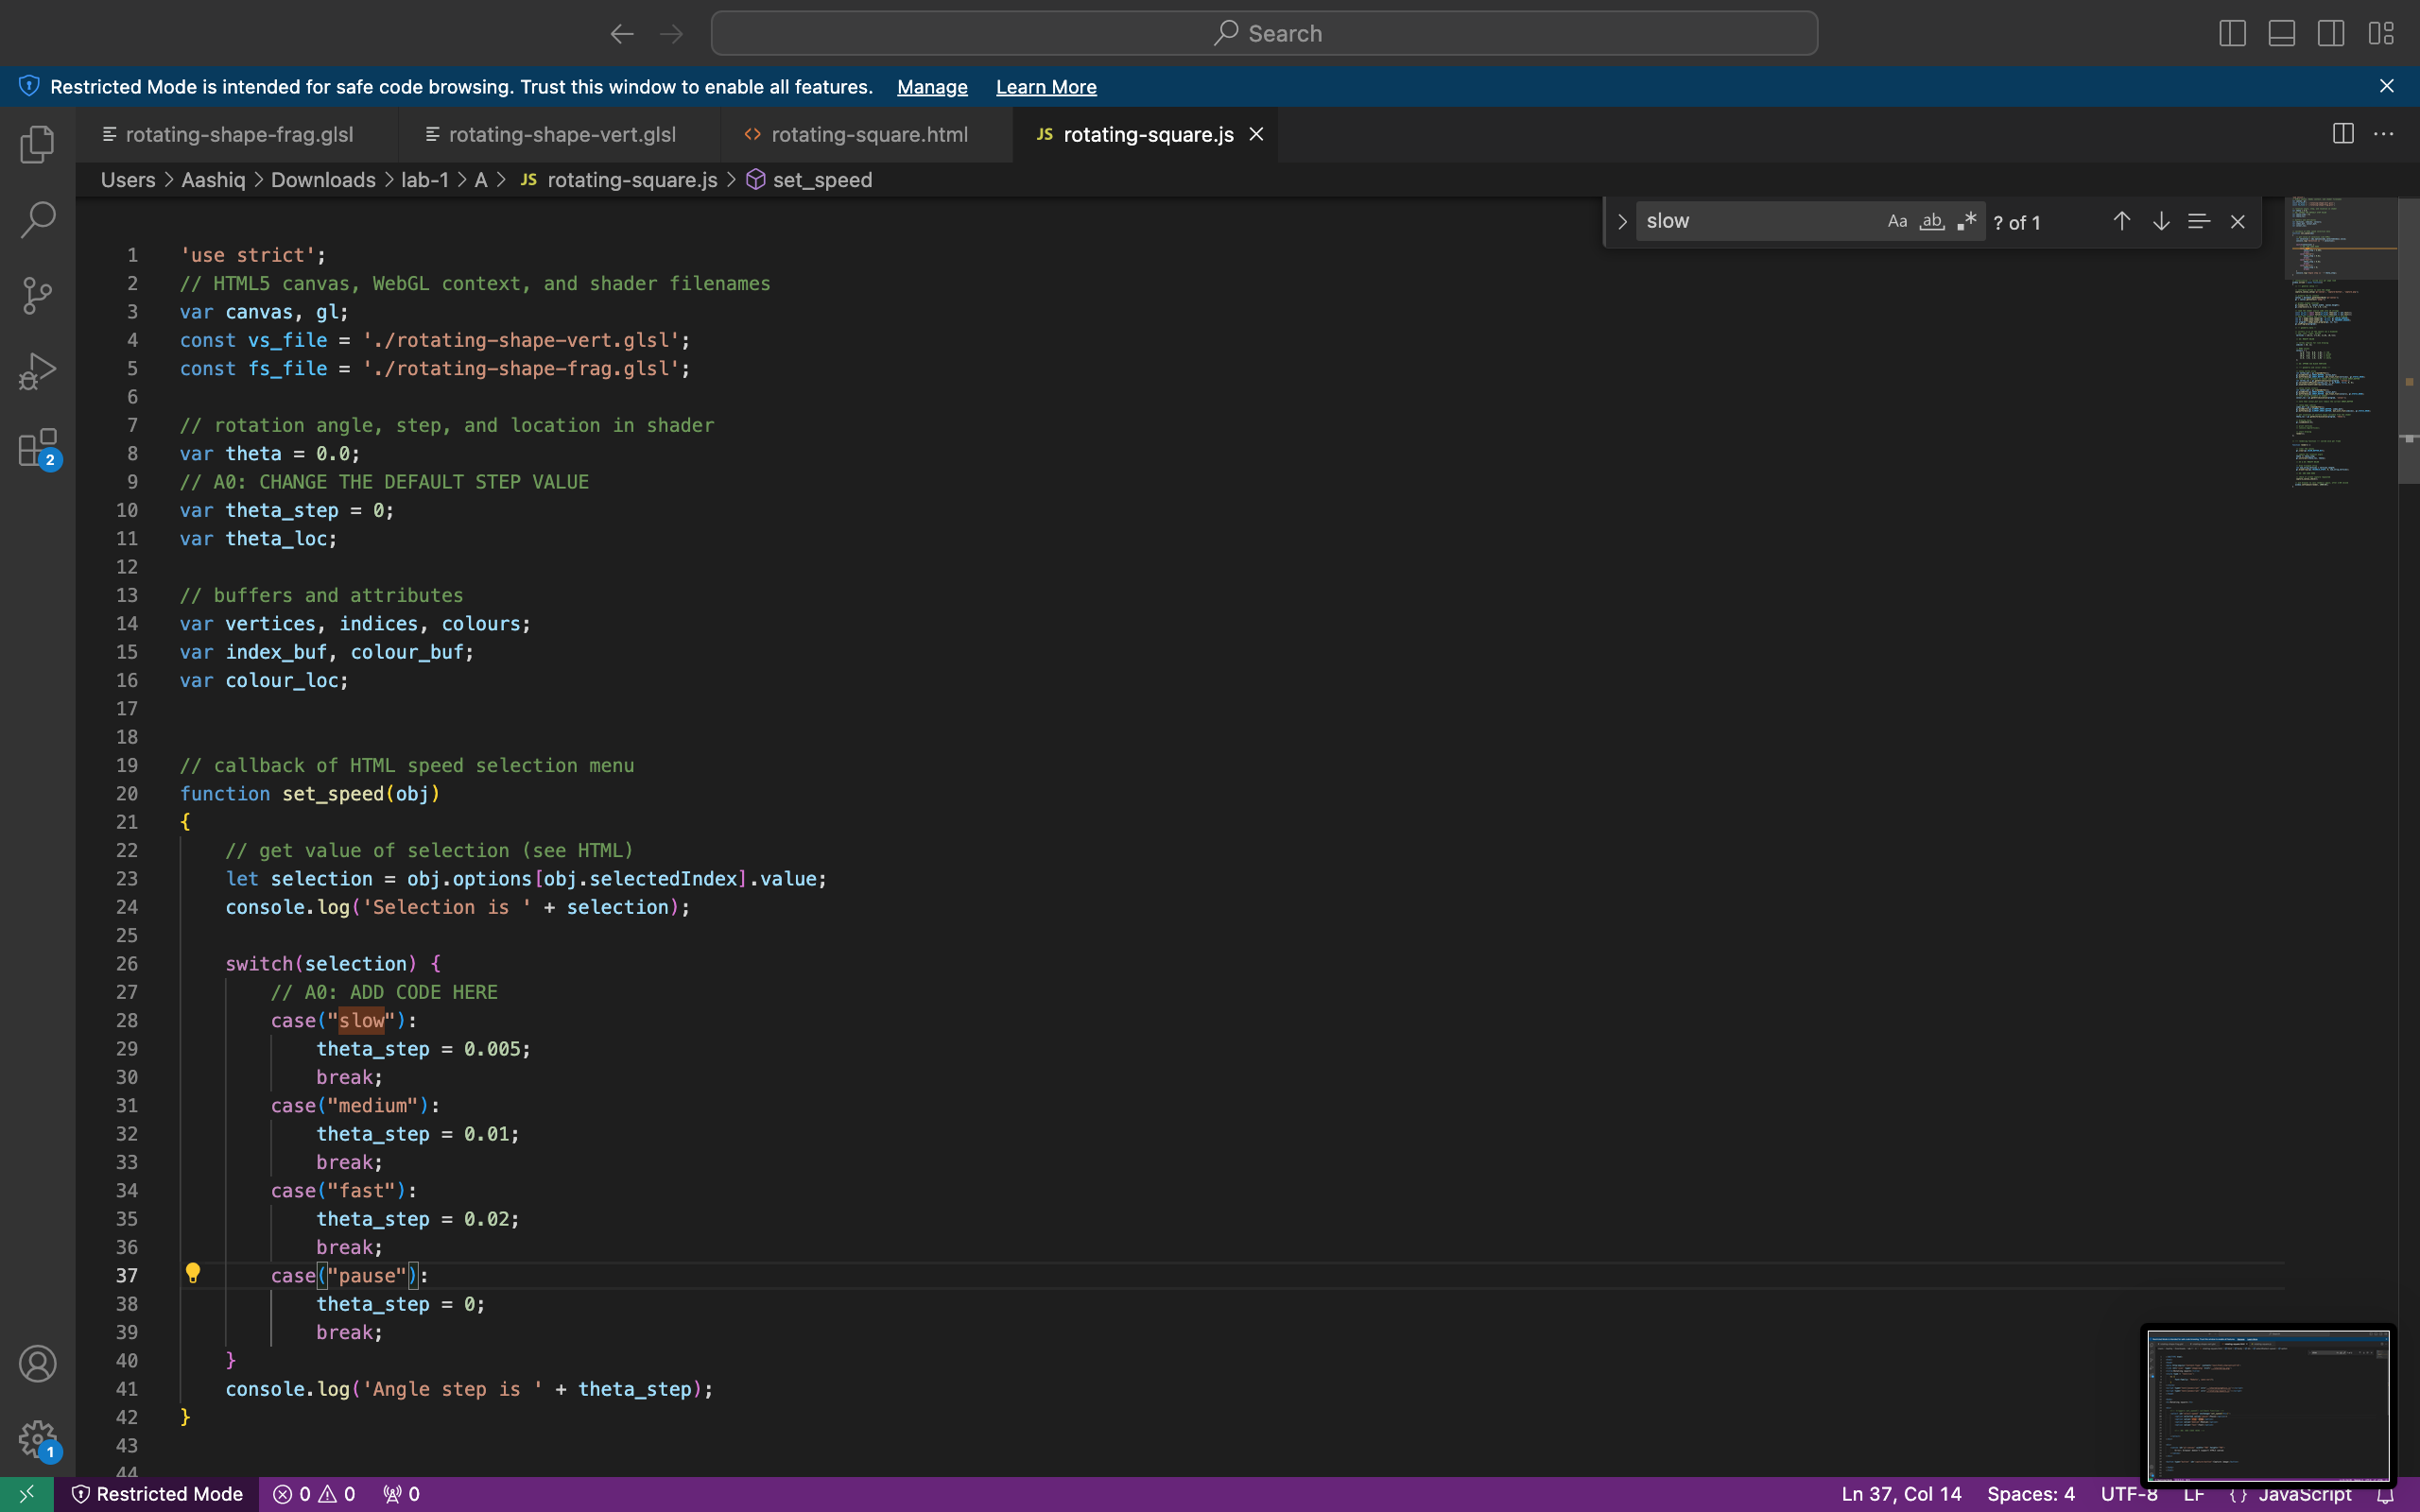 Search
Restricted Mode is intended for safe code browsing. Trust this window to enable all features. Manage Learn More
rotating-shape-frag.glsl
rotating-shape-vert.glsl
<> rotating-square.html
JS rotating-square.js
Users > Aashiq > Downloads > lab-1 > A > JS rotating-square.js > set_speed
slow Aa ab .* ? of 1
1 'use strict';
2 // HTML5 canvas, WebGL context, and shader filenames
3 var canvas, gl;
4 const vs_file = './rotating-shape-vert.glsl';
5 const fs_file = './rotating-shape-frag.glsl';
6
7 // rotation angle, step, and location in shader
8 var theta = 0.0;
9 // A0: CHANGE THE DEFAULT STEP VALUE
10 var theta_step = 0;
11 var theta_loc;
12
13 // buffers and attributes
14 var vertices, indices, colours;
15 var index_buf, colour_buf;
16 var colour_loc;
17
18
19 // callback of HTML speed selection menu
20 function set_speed(obj)
21 {
22 // get value of selection (see HTML)
23 let selection = obj.options[obj.selectedIndex].value;
24 console.log('Selection is ' + selection);
25
26 switch(selection) {
27 // A0: ADD CODE HERE
28 case("slow"):
29 theta_step = 0.005;
30 break;
31 case("medium"):
32 theta_step = 0.01;
33 break;
34 case("fast"):
35 theta_step = 0.02;
36 break;
37 case("pause"):
38 theta_step = 0;
39 break;
40 }
41 console.log('Angle step is ' + theta_step);
42 }
43
44
2
1
Restricted Mode 0 0 0 Ln 37, Col 14 Spaces: 4 UTF-8 LF {} JavaScript